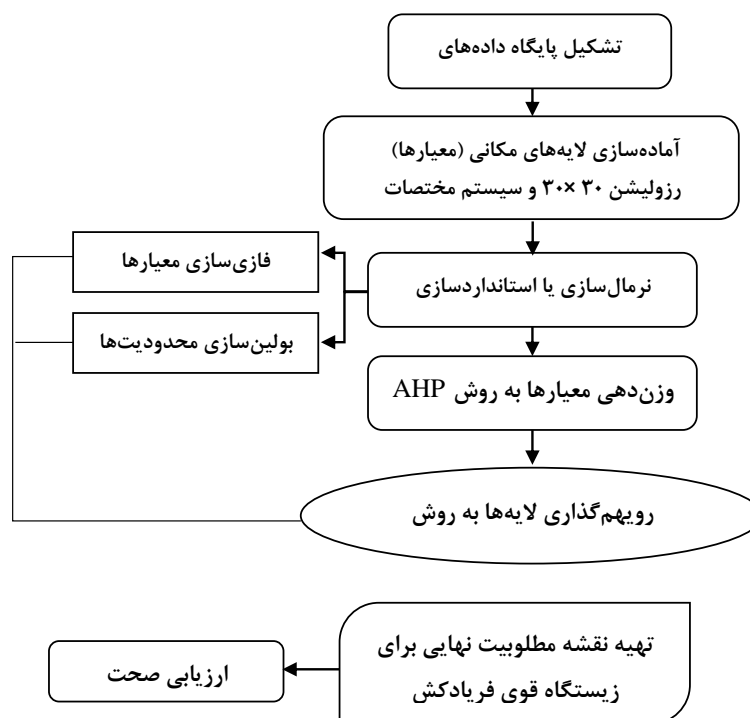 تشکیل پایگاه داده‌های
آماده‌سازی لایه‌های مکانی (معیارها)
رزولیشن ۳۰ ×۳۰ و سیستم مختصات
نرمال‌سازی یا استانداردسازی
فازی‌سازی معیارها
بولین‌سازی محدودیت‌ها
وزن‌دهی معیارها به روش AHP
رویهم‌گذاری لایه‌ها به روش
تهیه نقشه مطلوبیت نهایی برای
زیستگاه قوی فریادکش
ارزیابی صحت